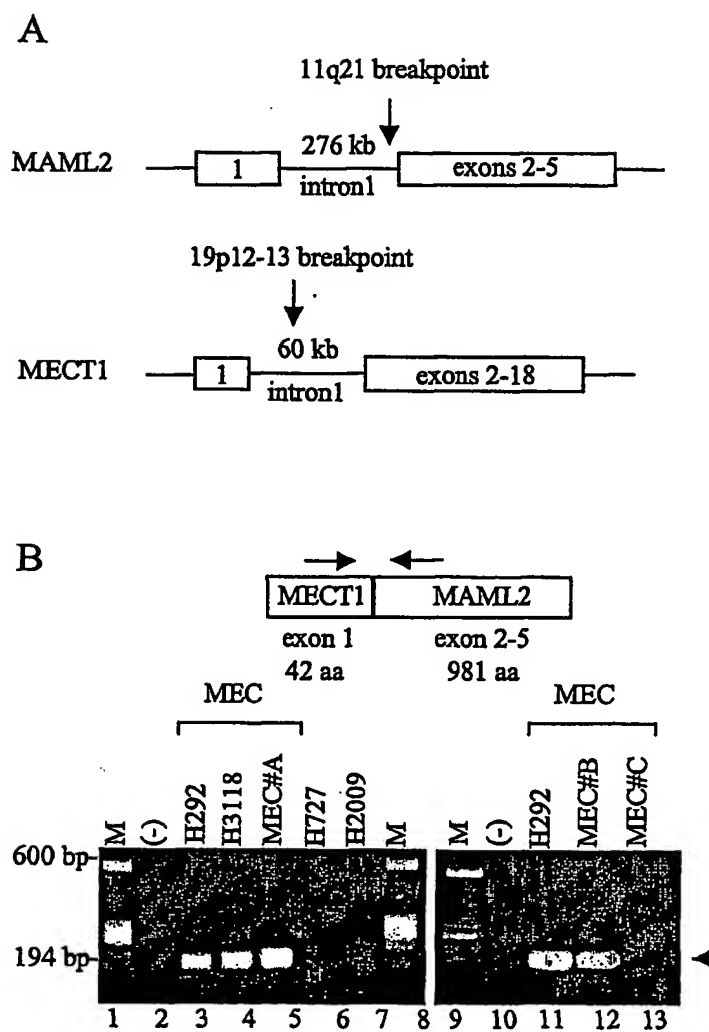 A
11q21 breakpoint
MAML2
1
276 kb
intron1
exons 2-5
19p12-13 breakpoint
MECT1
1
60 kb
intron1
exons 2-18
B
MECT1
MAML2
exon 1
exon 2-5
42 aa
981 aa
MEC
MEC
M
(-)
H292
H3118
MEC#A
H727
H2009
M
M
(-)
H292
MEC#B
MEC#C
600 bp-
194 bp-
1 2 3 4 5 6 7 8 9 10 11 12 13